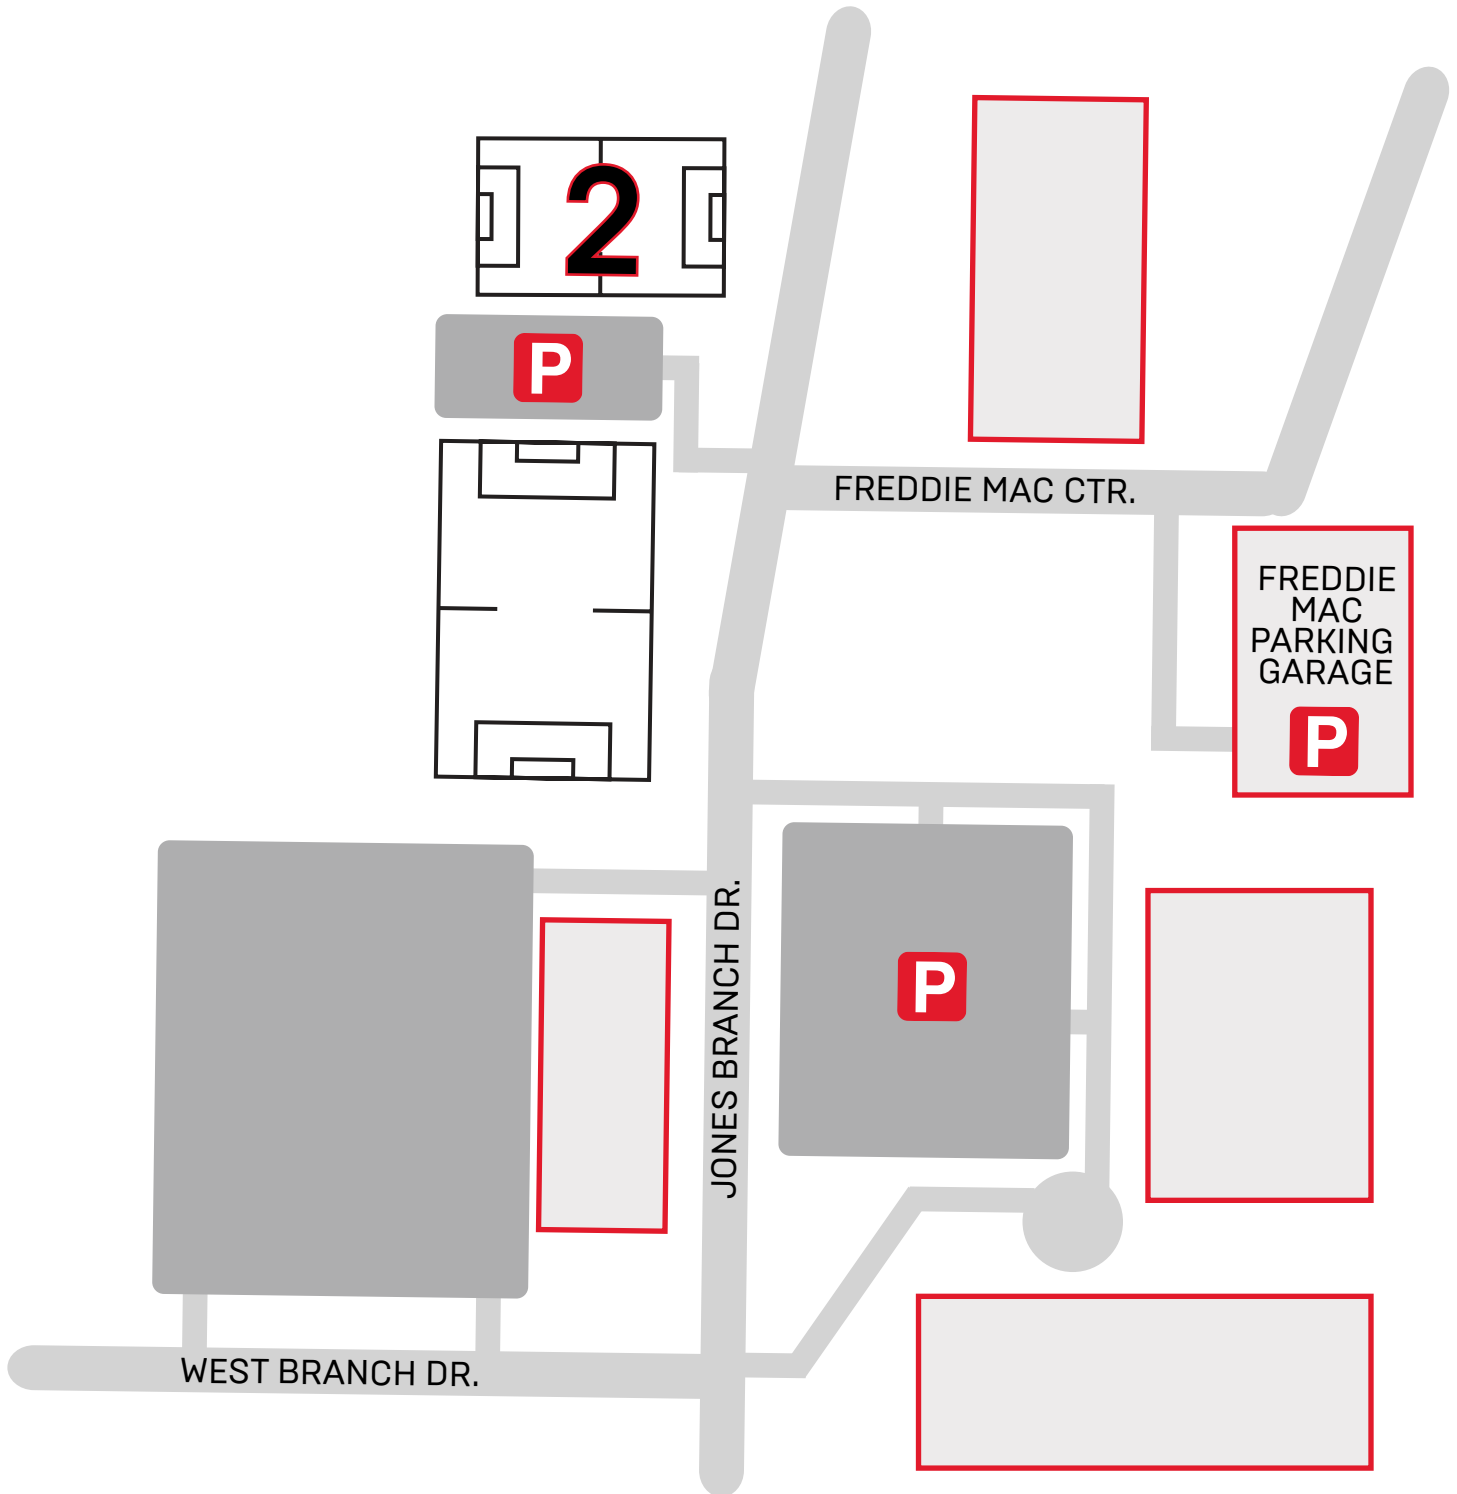 2
P
FREDDIE MAC CTR.
FREDDIE
MAC
PARKING
GARAGE
P
JONES BRANCH DR.
P
WEST BRANCH DR.